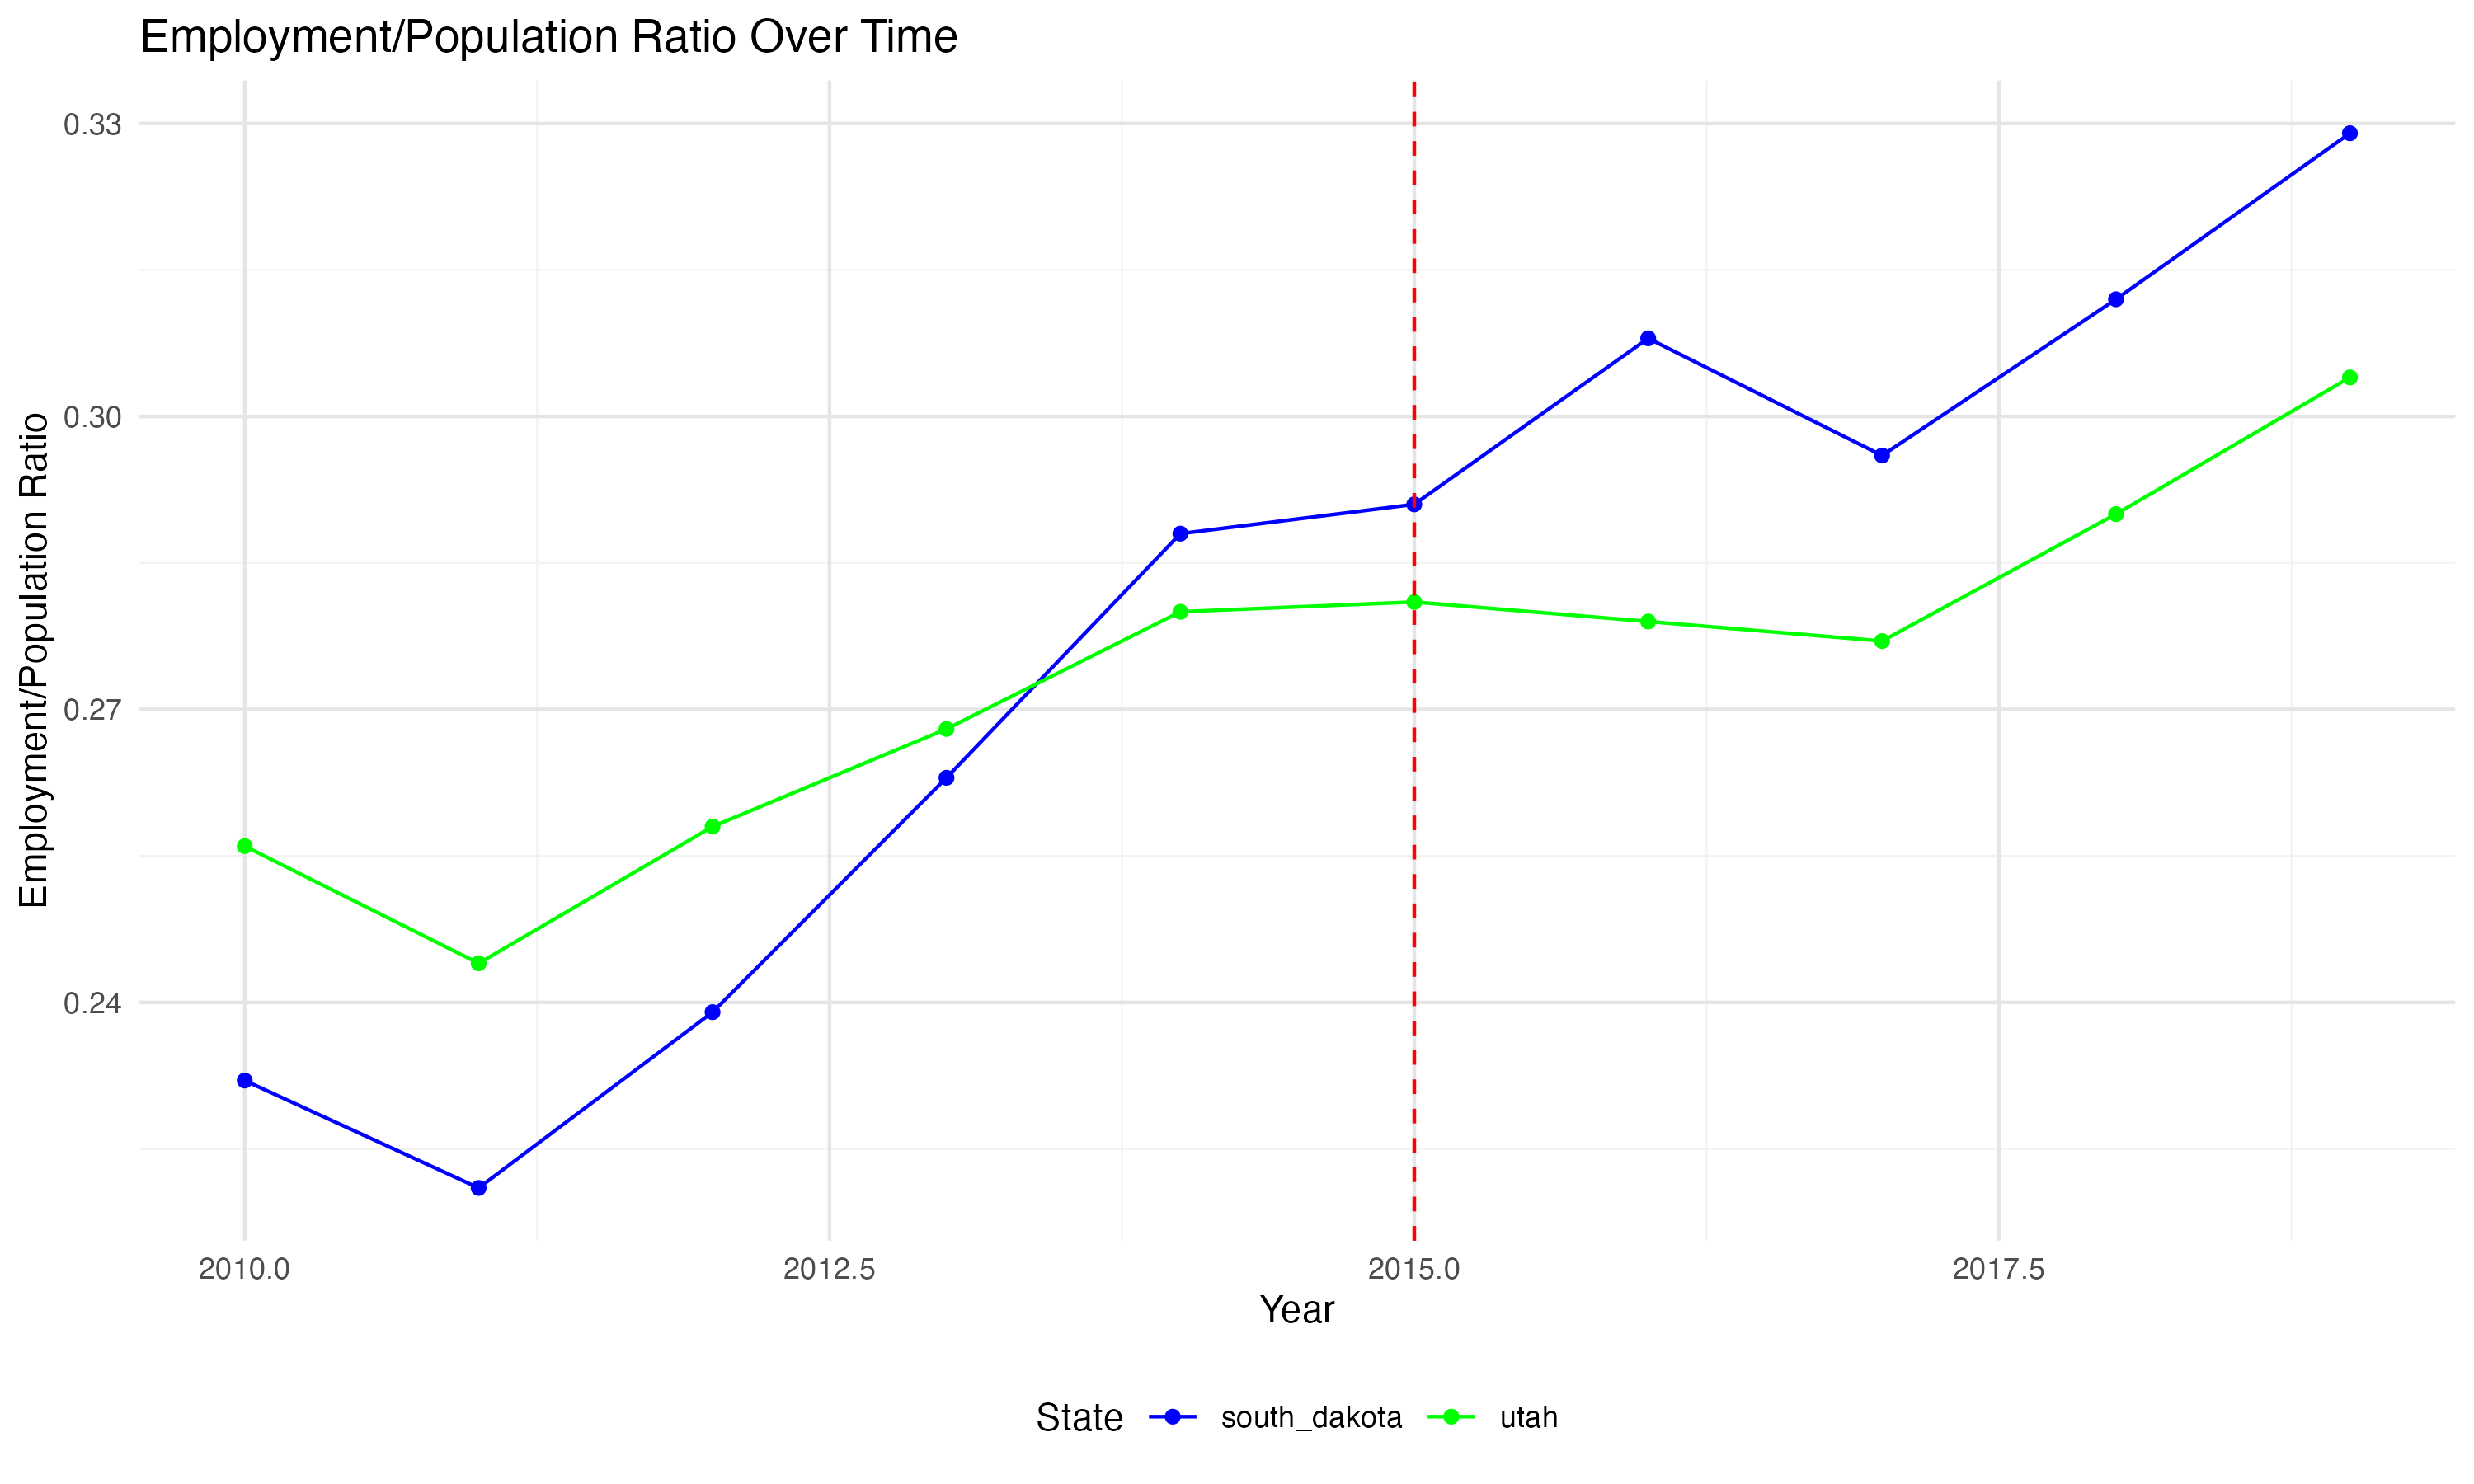 Employment/Population Ratio Over Time
Employment/Population Ratio
0.33
0.30
0.27
0.24
2010.0 2012.5 2015.0 2017.5
Year
State south_dakota utah